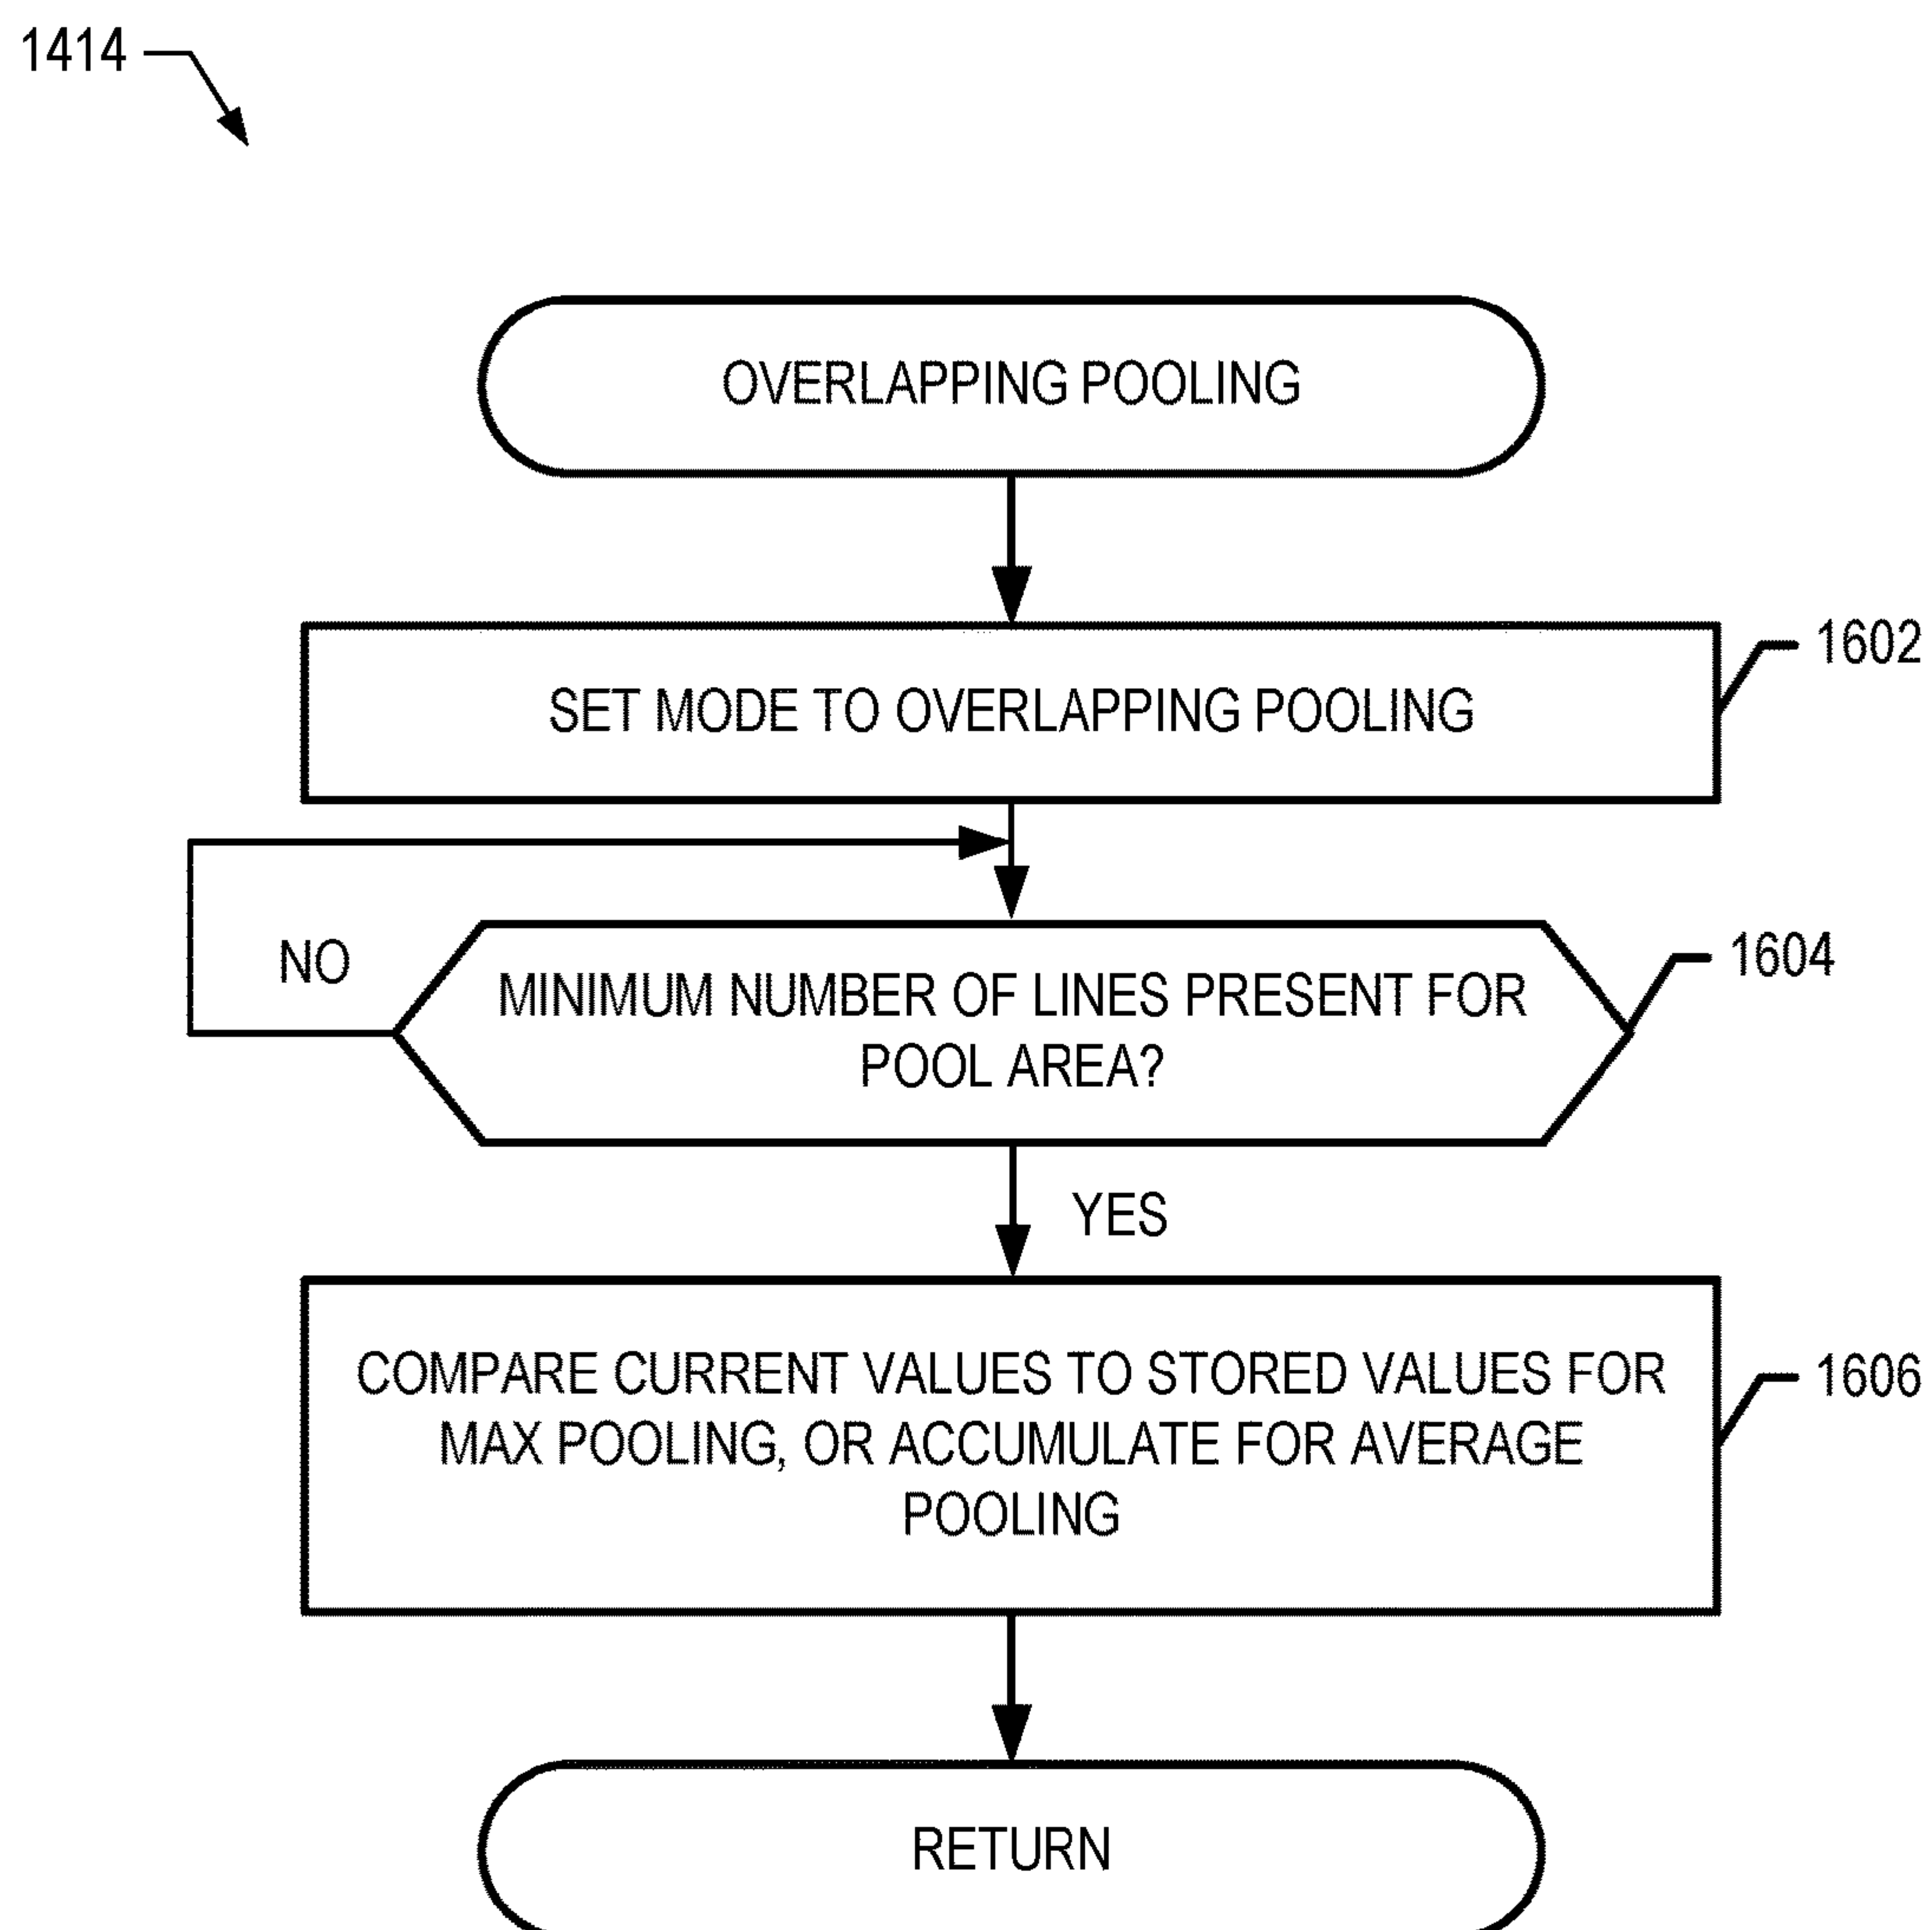 1414
OVERLAPPING POOLING
1602
SET MODE TO OVERLAPPING POOLING
NO
1604
MINIMUM NUMBER OF LINES PRESENT FOR
POOL AREA?
YES
COMPARE CURRENT VALUES TO STORED VALUES FOR
1606
MAX POOLING, OR ACCUMULATE FOR AVERAGE
POOLING
RETURN